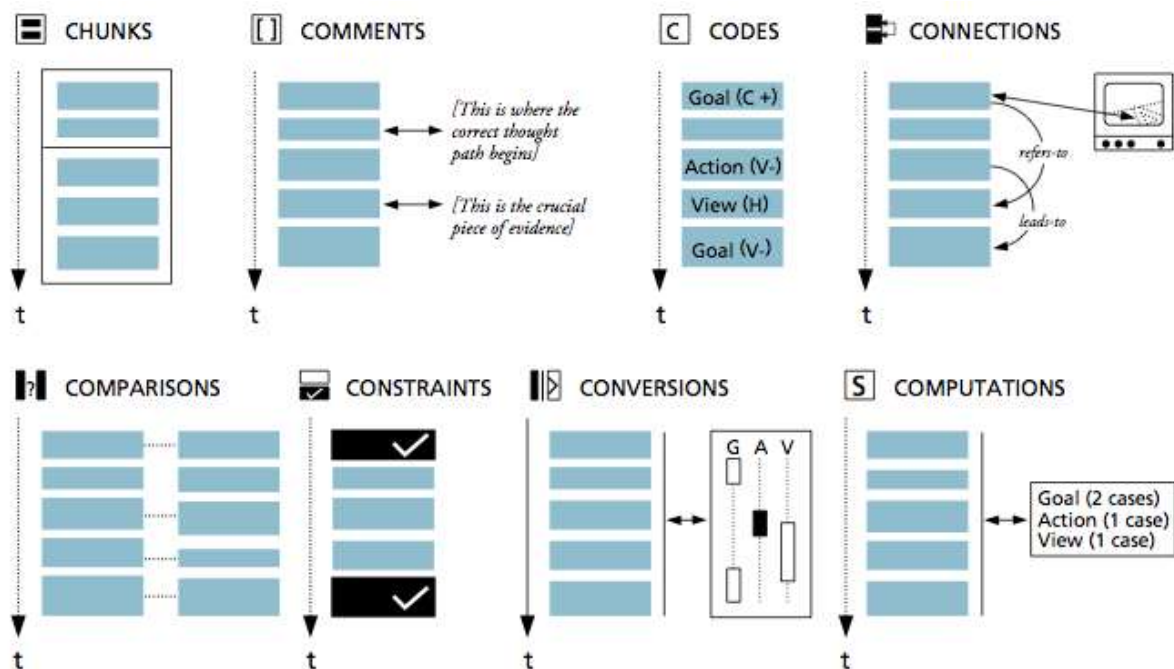 CHUNKS
t
[ ] COMMENTS
[This is where the
correct thought
path begins]
[This is the crucial
piece of evidence]
t
C CODES
Goal (C +)
Action (V-)
View (H)
Goal (V-)
t
CONNECTIONS
refers-to
leads-to
t
? COMPARISONS
t
CONSTRAINTS
t
CONVERSIONS
G A V
t
S COMPUTATIONS
Goal (2 cases)
Action (1 case)
View (1 case)
t